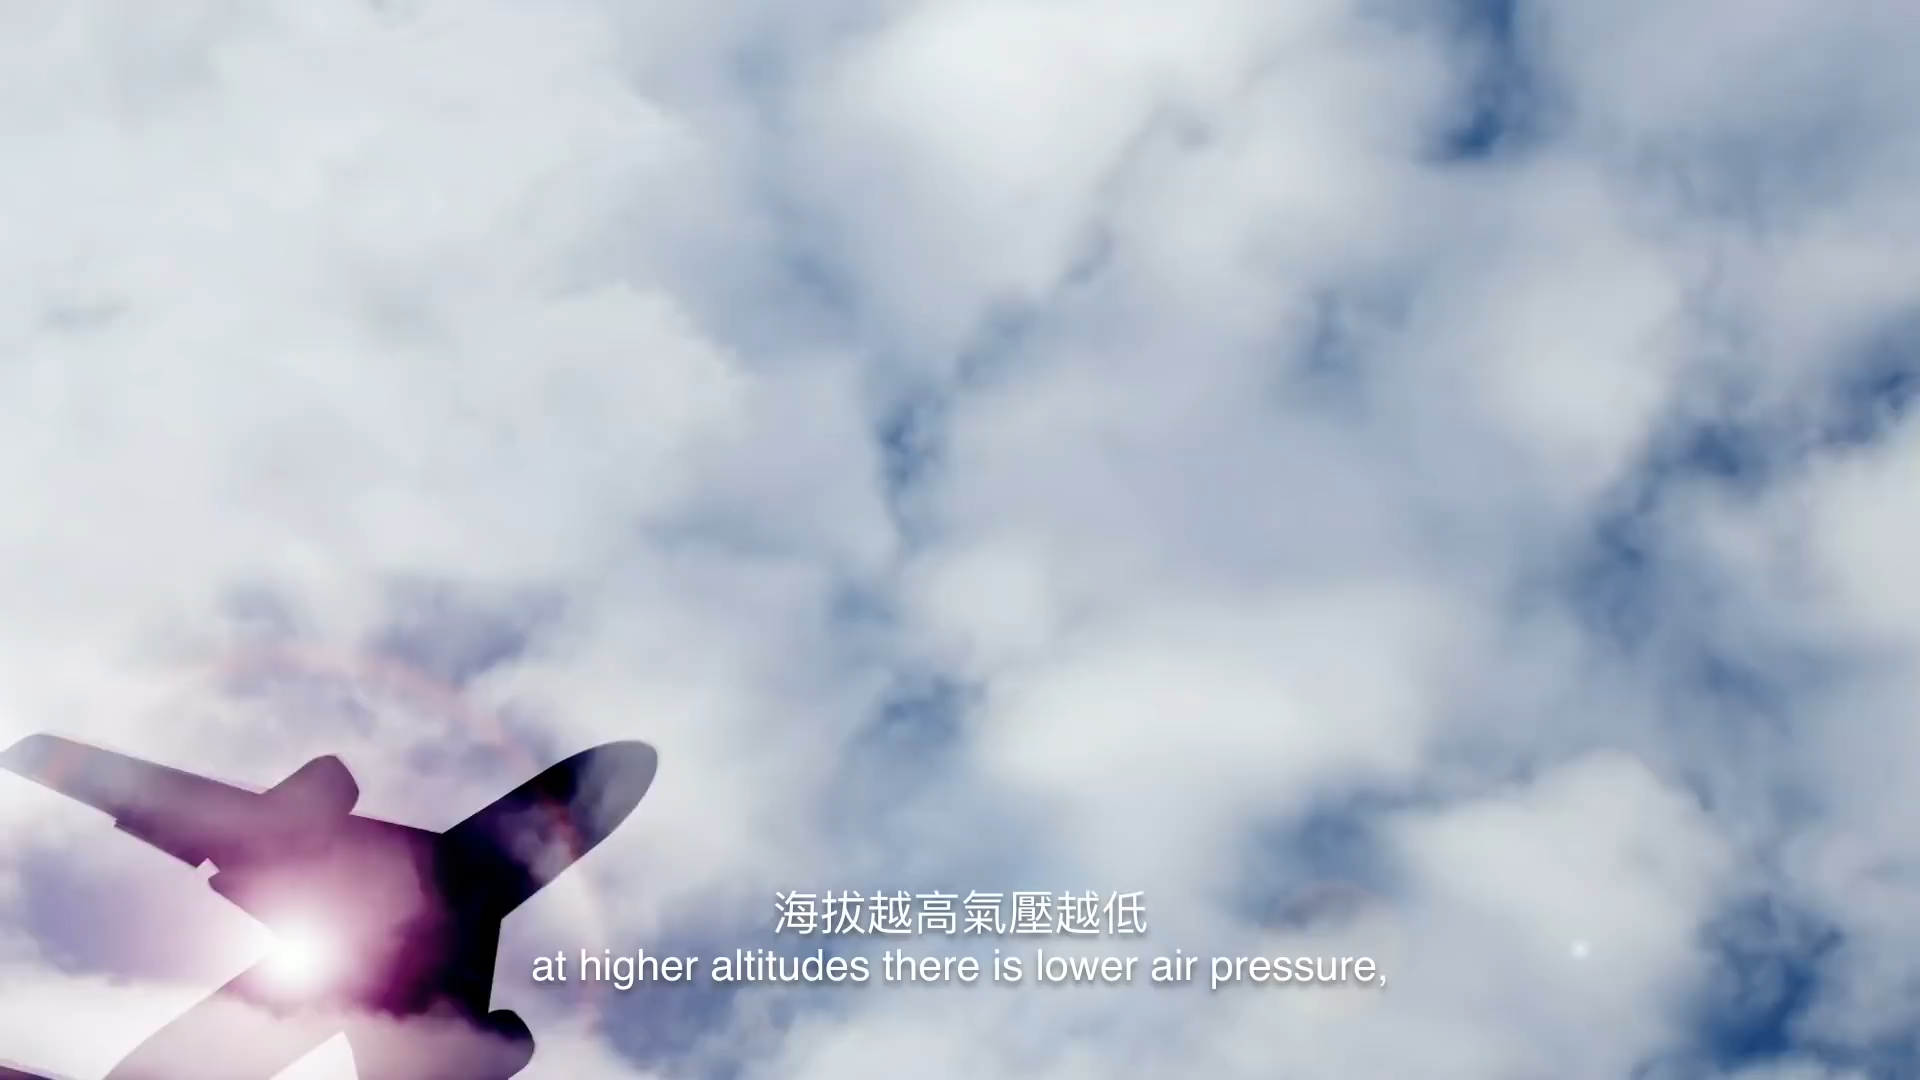 海拔越高氣壓越低
at higher altitudes there is lower air pressure,